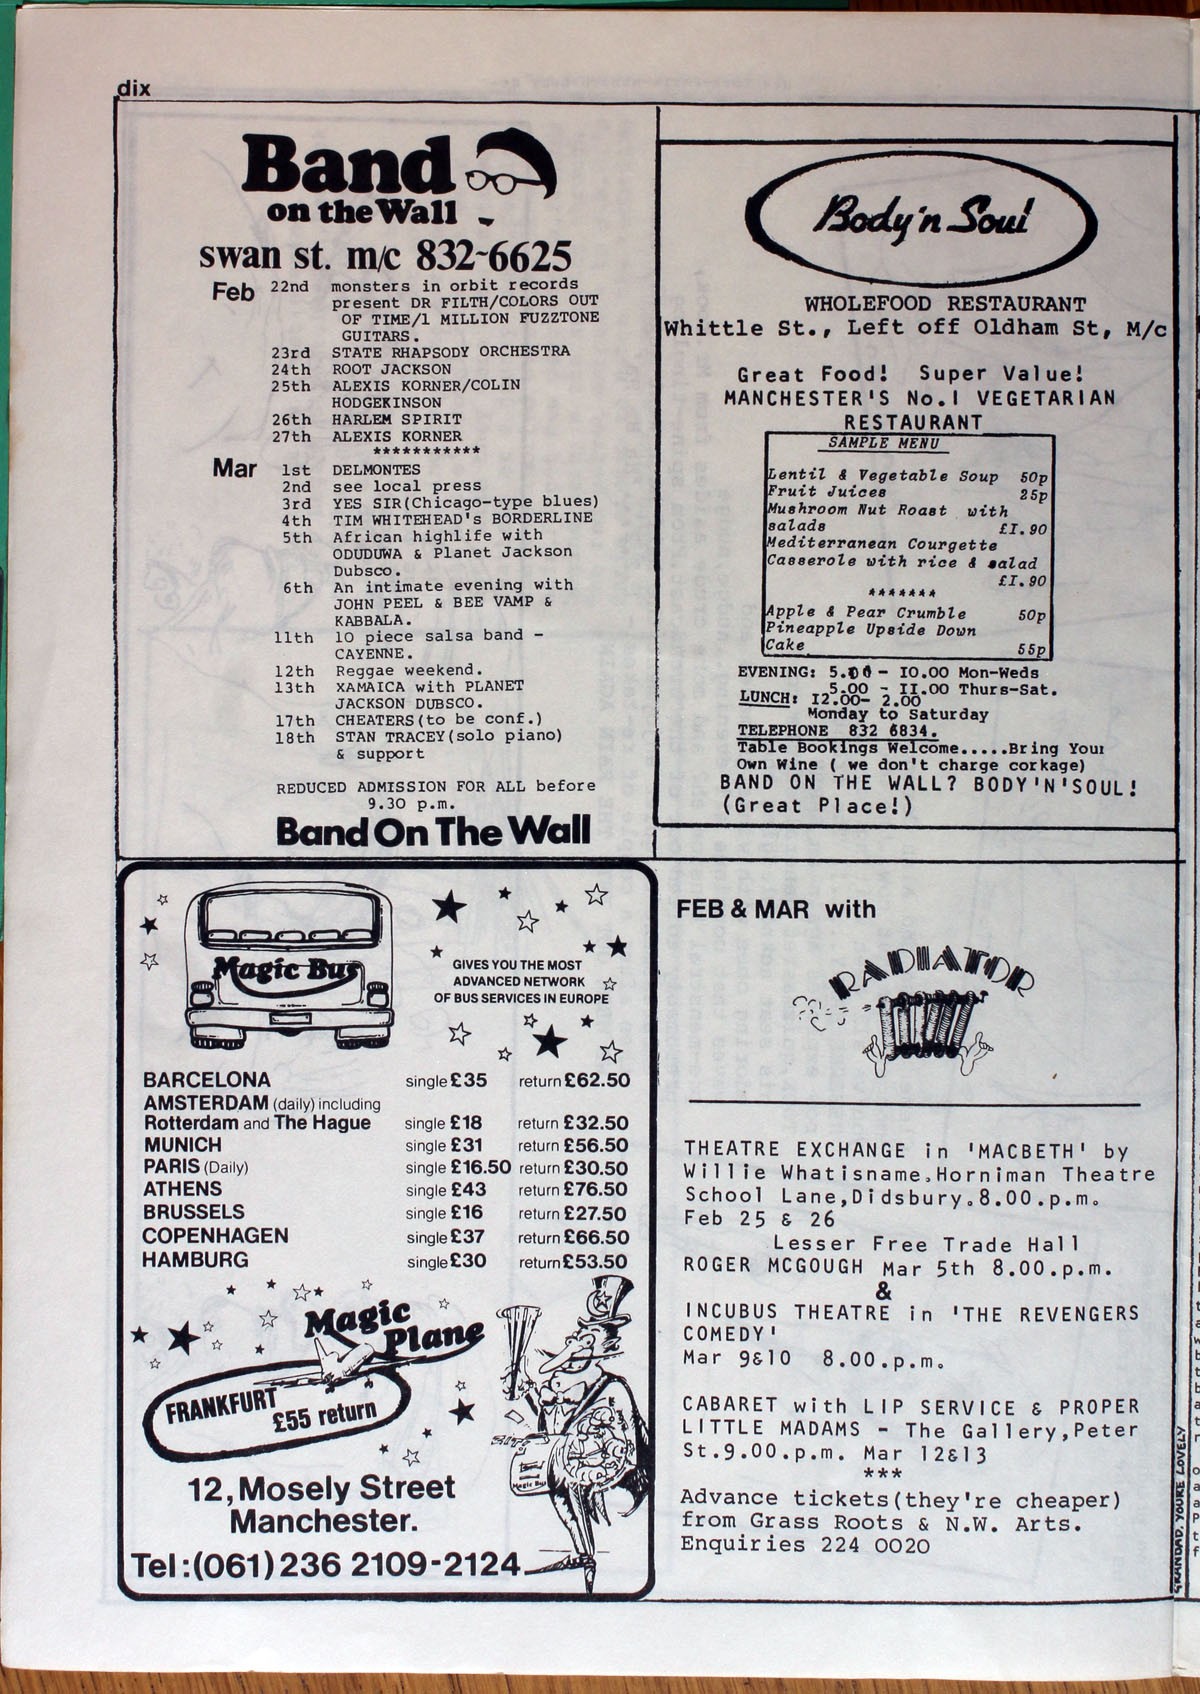 dix
Band
on the Wall
swan st. m/c 832-6625
Feb 22nd monsters in orbit records
present DR FILTH/COLORS OUT
OF TIME/1 MILLION FUZZTONE
GUITARS.
23rd STATE RHAPSODY ORCHESTRA
24th ROOT JACKSON
25th ALEXIS KORNER/COLIN
HODGEKINSON
26th HARLEM SPIRIT
27th ALEXIS KORNER
***********
Mar 1st DELMONTES
2nd see local press
3rd YES SIR(Chicago-type blues)
4th TIM WHITEHEAD's BORDERLINE
5th African highlife with
ODUDUWA & Planet Jackson
Dubsco.
6th An intimate evening with
JOHN PEEL & BEE VAMP &
KABBALA.
11th 10 piece salsa band -
CAYENNE.
12th Reggae weekend.
13th XAMAICA with PLANET
JACKSON DUBSCO.
17th CHEATERS(to be conf.)
18th STAN TRACEY(solo piano)
& support
REDUCED ADMISSION FOR ALL before
9.30 p.m.
Band On The Wall
Body 'n Soul
WHOLEFOOD RESTAURANT
Whittle St., Left off Oldham St, M/c
Great Food! Super Value!
MANCHESTER'S No.I VEGETARIAN
RESTAURANT
SAMPLE MENU
Lentil & Vegetable Soup 50p
Fruit Juices 25p
Mushroom Nut Roast with
salads £I.90
Mediterranean Courgette
Casserole with rice & salad
£I.90
*******
Apple & Pear Crumble 50p
Pineapple Upside Down
Cake 55p
EVENING: 5.00 - IO.00 Mon-Weds
5.00 - II.00 Thurs-Sat.
LUNCH: I2.00- 2.00
Monday to Saturday
TELEPHONE 832 6834.
Table Bookings Welcome.....Bring Your
Own Wine ( we don't charge corkage)
BAND ON THE WALL? BODY'N'SOUL!
(Great Place!)
Magic Bus
GIVES YOU THE MOST
ADVANCED NETWORK
OF BUS SERVICES IN EUROPE
BARCELONA single £35 return £62.50
AMSTERDAM (daily) including
Rotterdam and The Hague single £18 return £32.50
MUNICH single £31 return £56.50
PARIS (Daily) single £16.50 return £30.50
ATHENS single £43 return £76.50
BRUSSELS single £16 return £27.50
COPENHAGEN single £37 return £66.50
HAMBURG single £30 return £53.50
Magic
Plane
FRANKFURT
£55 return
Magic Bus
12, Mosely Street
Manchester.
Tel:(061) 236 2109-2124
FEB & MAR with
RADIATOR
THEATRE EXCHANGE in 'MACBETH' by
Willie Whatisname,Horniman Theatre
School Lane,Didsbury.8.00.p.m.
Feb 25 & 26
Lesser Free Trade Hall
ROGER MCGOUGH Mar 5th 8.00.p.m.
&
INCUBUS THEATRE in 'THE REVENGERS
COMEDY'
Mar 9&10 8.00.p.m.
CABARET with LIP SERVICE & PROPER
LITTLE MADAMS - The Gallery,Peter
St.9.00.p.m. Mar 12&13
***
Advance tickets(they're cheaper)
from Grass Roots & N.W. Arts.
Enquiries 224 0020
GRANDAD, YOURE LOVELY